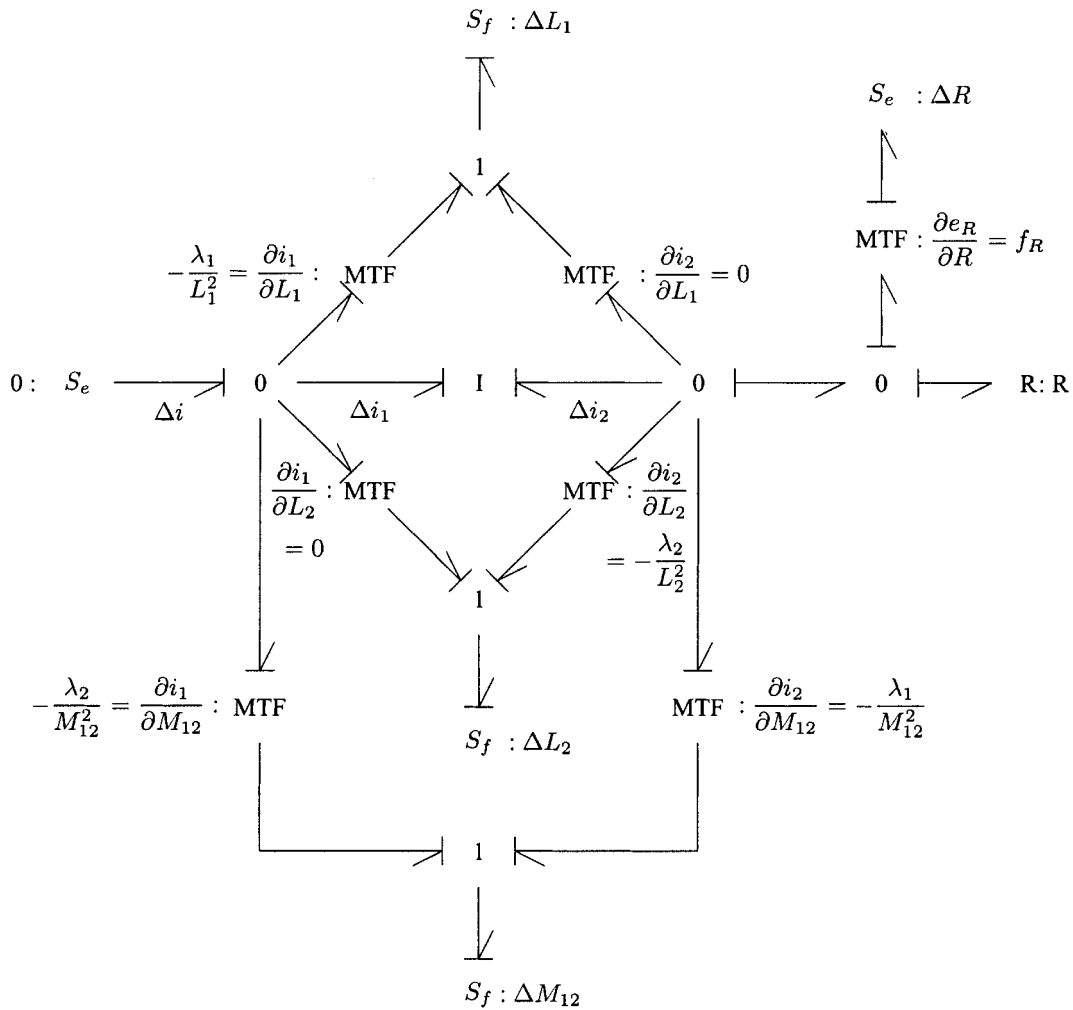 S_f : ΔL_1
S_e : ΔR
1
MTF : ∂e_R/∂R = f_R
-λ_1/L_1^2 = ∂i_1/∂L_1 : MTF
MTF : ∂i_2/∂L_1 = 0
0 : S_e
Δi
0
Δi_1
I
Δi_2
0
0
R: R
∂i_1/∂L_2 : MTF
= 0
MTF : ∂i_2/∂L_2
= -λ_2/L_2^2
1
-λ_2/M_12^2 = ∂i_1/∂M_12 : MTF
MTF : ∂i_2/∂M_12 = -λ_1/M_12^2
S_f : ΔL_2
1
S_f : ΔM_12